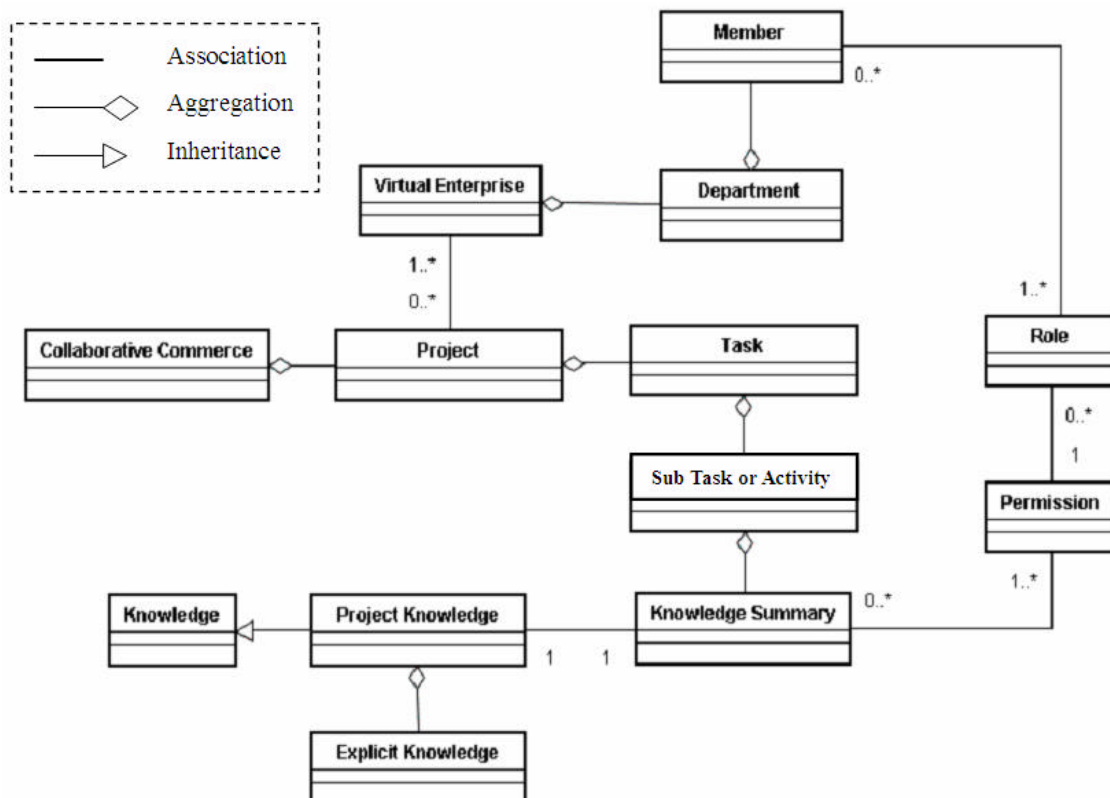 Association
Aggregation
Inheritance
Member
0..*
Virtual Enterprise
Department
1..*
0..*
1..*
Collaborative Commerce
Project
Task
Role
0..*
1
Sub Task or Activity
Permission
1..*
Knowledge
Project Knowledge
Knowledge Summary
0..*
1
1
Explicit Knowledge